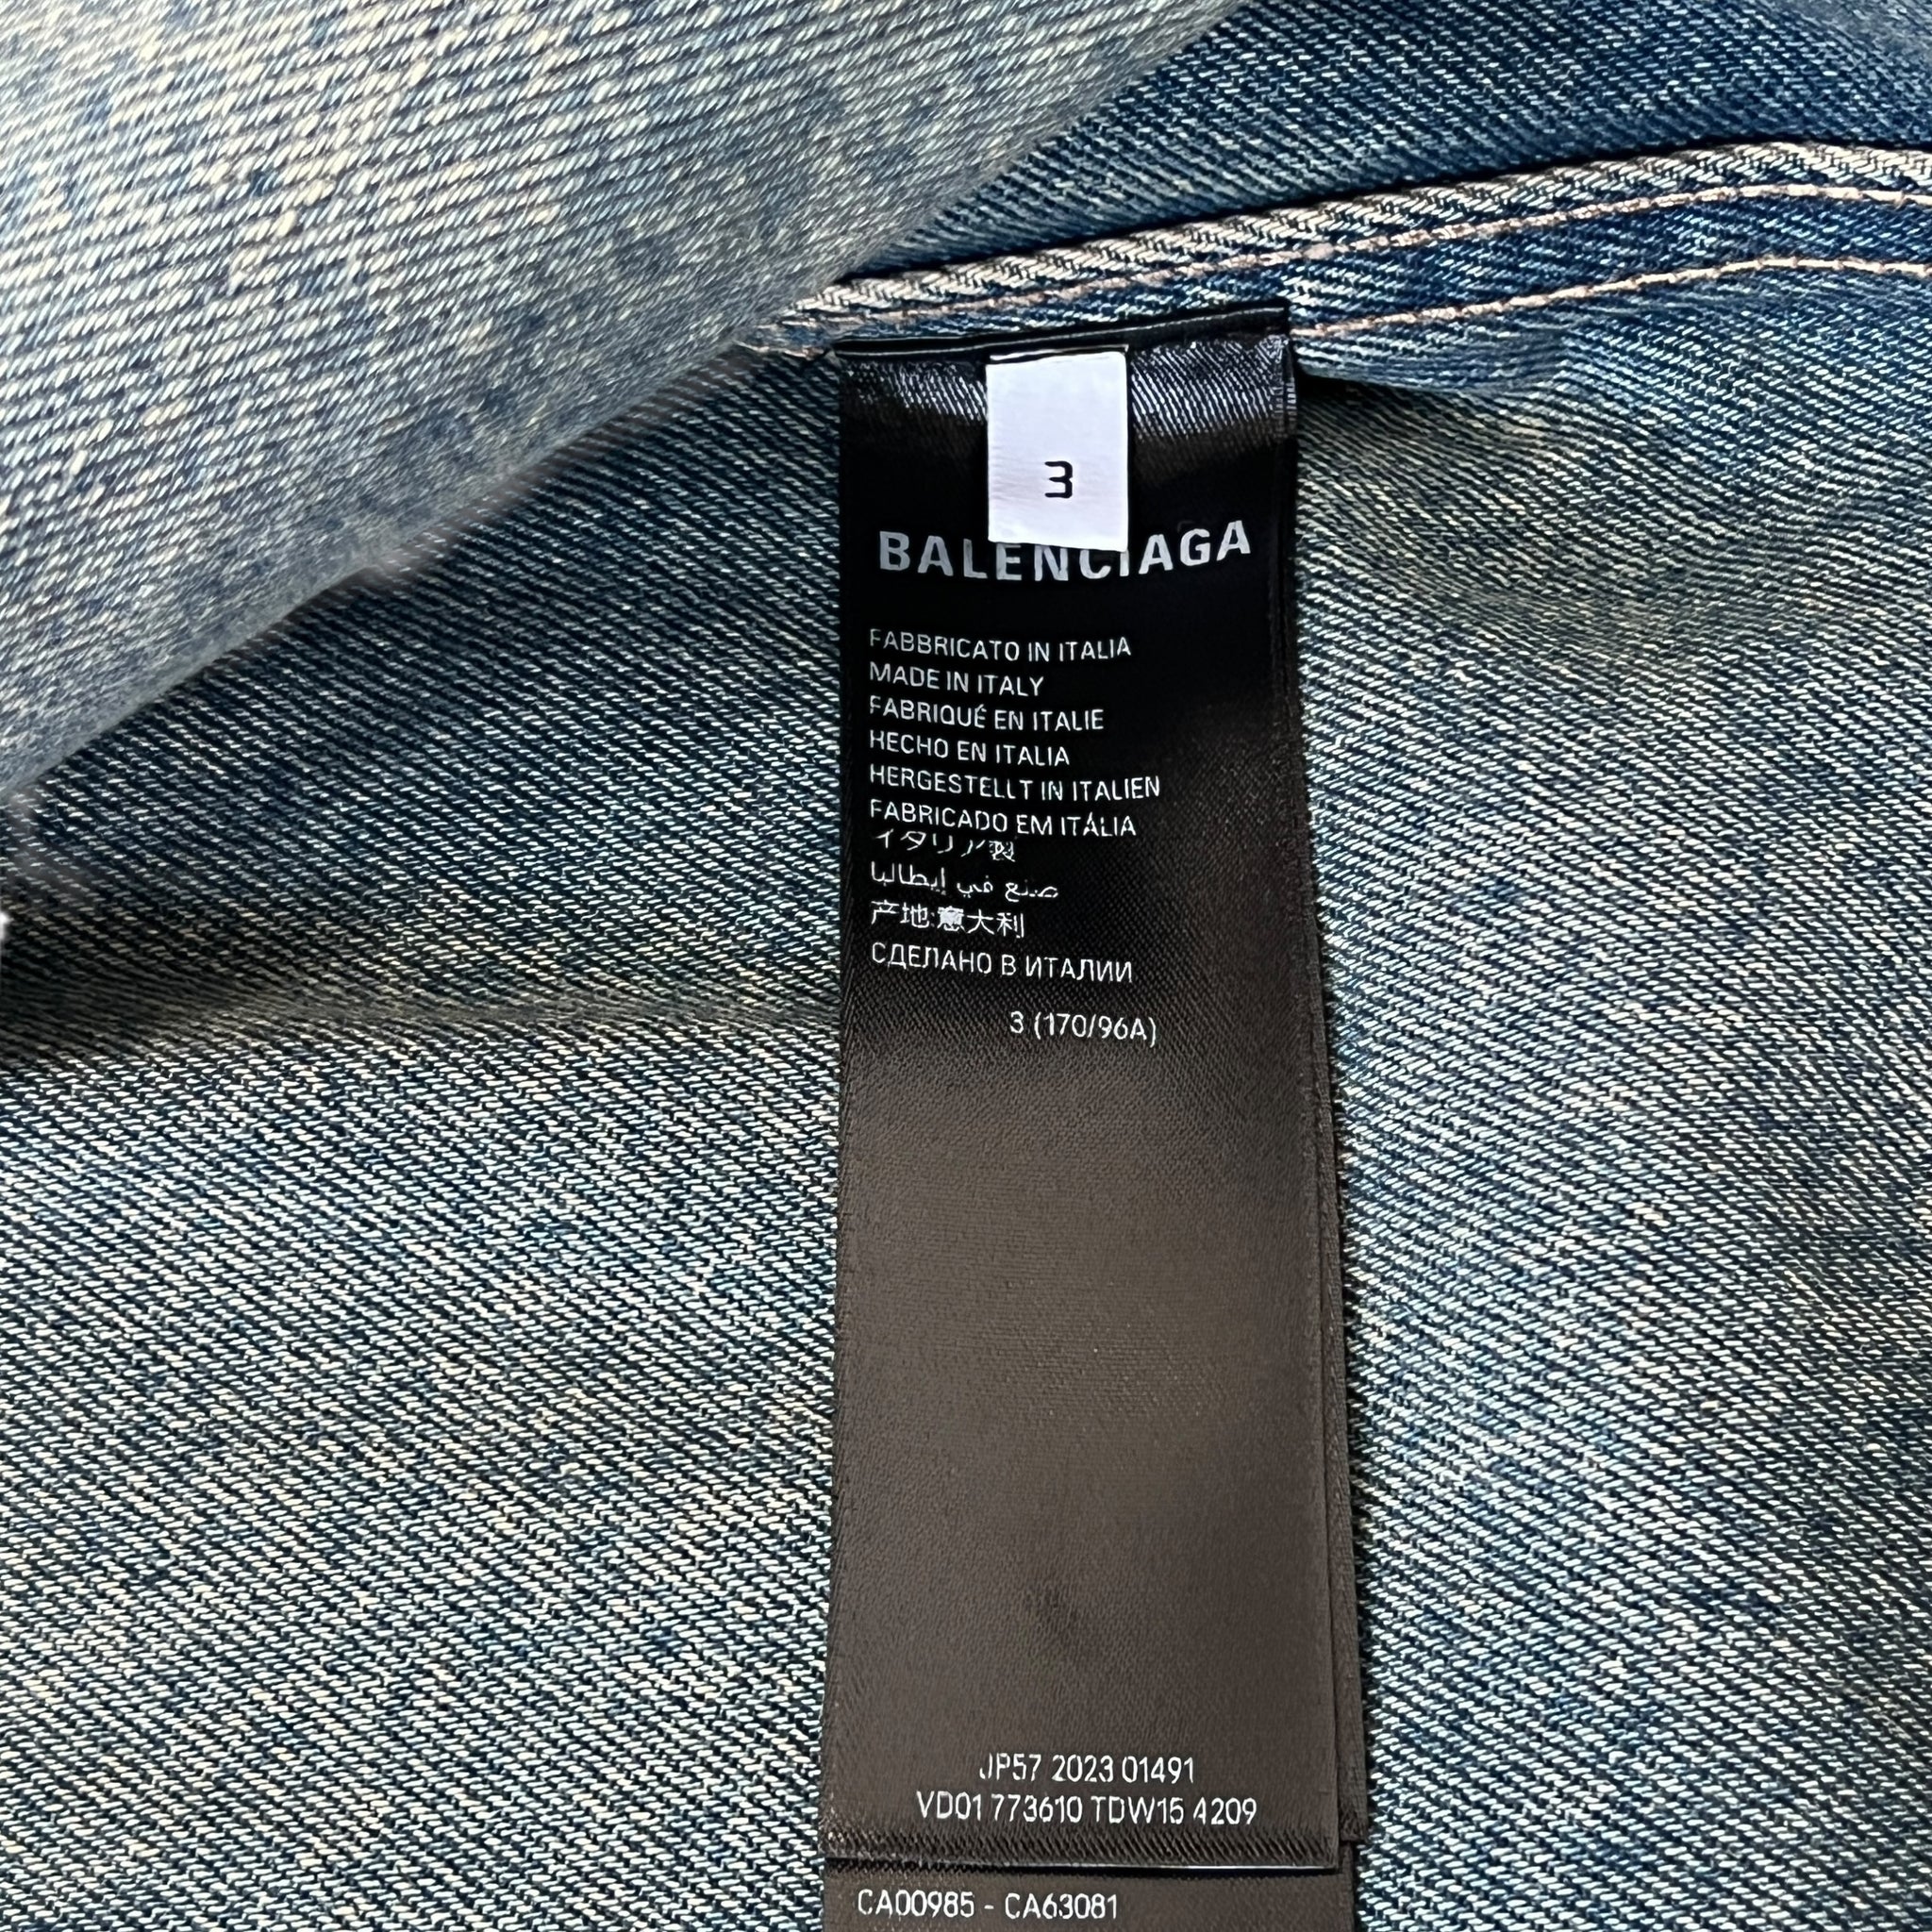 3
BALENCIAGA
FABBRICATO IN ITALIA
MADE IN ITALY
FABRIQUÉ EN ITALIE
HECHO EN ITALIA
HERGESTELLT IN ITALIEN
FABRICADO EM ITÁLIA
イタリア製
صنع في إيطاليا
产地:意大利
СДЕЛАНО В ИТАЛИИ
3 (170/96A)
JP57 2023 01491
VD01 773610 TDW15 4209
CA00985 - CA63081